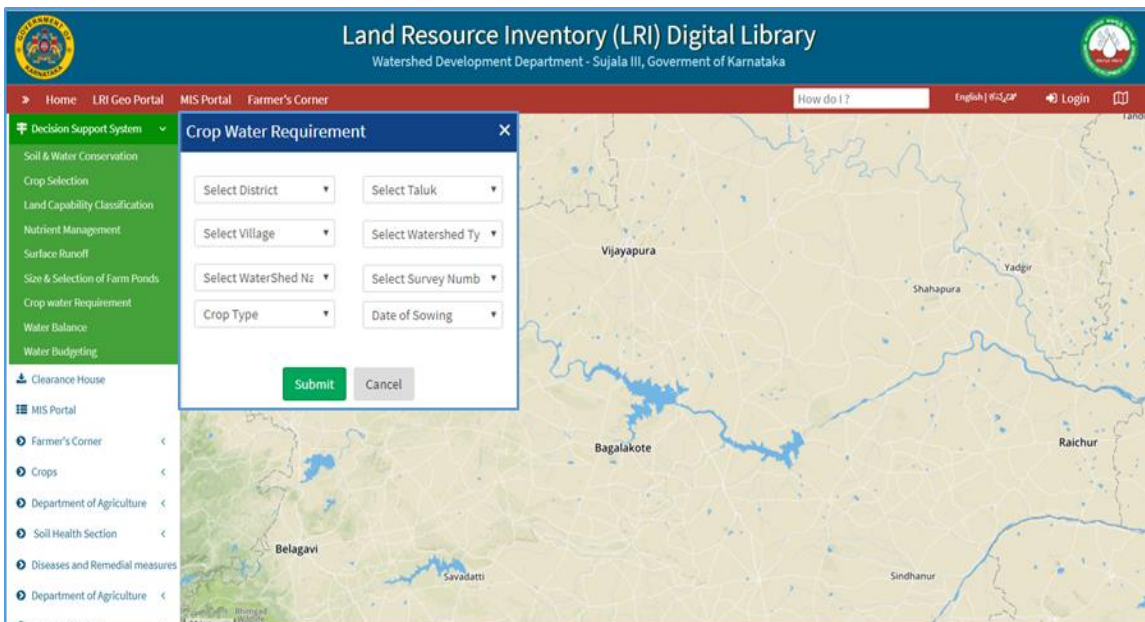 GOVERNMENT OF
KARNATAKA
Land Resource Inventory (LRI) Digital Library
Watershed Development Department - Sujala III, Goverment of Karnataka
» Home LRI Geo Portal MIS Portal Farmer's Corner How do I ? English | ಕನ್ನಡ Login
Decision Support System
Soil & Water Conservation
Crop Selection
Land Capability Classification
Nutrient Management
Surface Runoff
Size & Selection of Farm Ponds
Crop water Requirement
Water Balance
Water Budgeting
Clearance House
MIS Portal
Farmer's Corner
Crops
Department of Agriculture
Soil Health Section
Diseases and Remedial measures
Department of Agriculture
Crop Water Requirement ×
Select District Select Taluk
Select Village Select Watershed Ty
Select WaterShed Na Select Survey Numb
Crop Type Date of Sowing
Submit Cancel
Vijayapura
Yadgir
Shahapura
Bagalakote
Raichur
Belagavi
Savadatti
Sindhanur